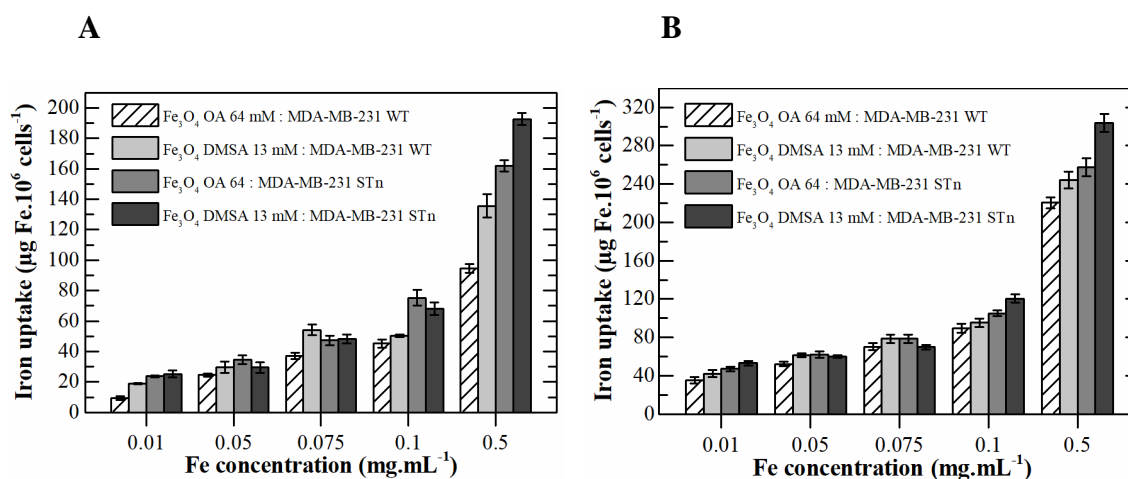 A
B
Iron uptake (µg Fe.10⁶ cells⁻¹)
200
180
160
140
120
100
80
60
40
20
0
Fe₃O₄ OA 64 mM : MDA-MB-231 WT
Fe₃O₄ DMSA 13 mM : MDA-MB-231 WT
Fe₃O₄ OA 64 : MDA-MB-231 STn
Fe₃O₄ DMSA 13 mM : MDA-MB-231 STn
0.01 0.05 0.075 0.1 0.5
Fe concentration (mg.mL⁻¹)
Iron uptake (µg Fe.10⁶ cells⁻¹)
320
280
240
200
160
120
80
40
0
Fe₃O₄ OA 64 mM : MDA-MB-231 WT
Fe₃O₄ DMSA 13 mM : MDA-MB-231 WT
Fe₃O₄ OA 64 : MDA-MB-231 STn
Fe₃O₄ DMSA 13 mM : MDA-MB-231 STn
0.01 0.05 0.075 0.1 0.5
Fe concentration (mg.mL⁻¹)